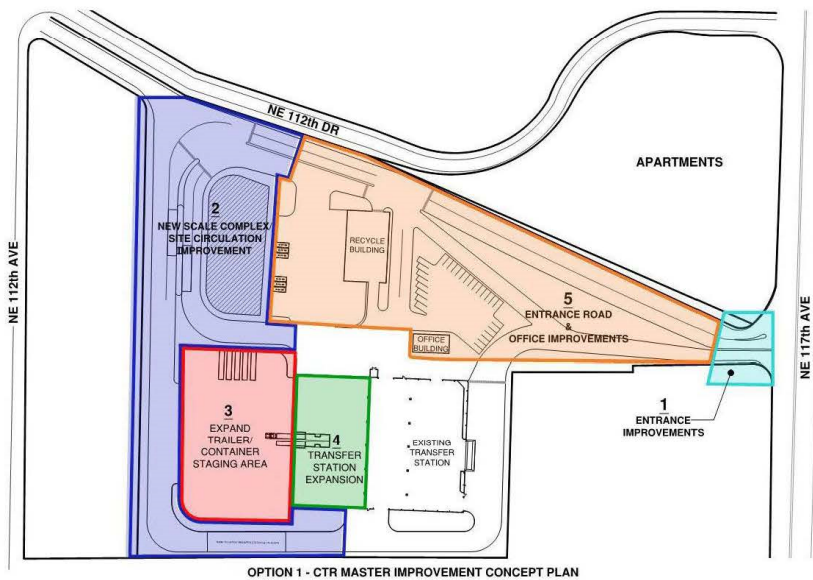 NE 112th DR
APARTMENTS
NE 112th AVE
NE 117th AVE
2
NEW SCALE COMPLEX/
SITE CIRCULATION
IMPROVEMENT
RECYCLE
BUILDING
5
ENTRANCE ROAD
&
OFFICE IMPROVEMENTS
OFFICE
BUILDING
1
ENTRANCE
IMPROVEMENTS
3
EXPAND
TRAILER/
CONTAINER
STAGING AREA
4
TRANSFER
STATION
EXPANSION
EXISTING
TRANSFER
STATION
OPTION 1 - CTR MASTER IMPROVEMENT CONCEPT PLAN